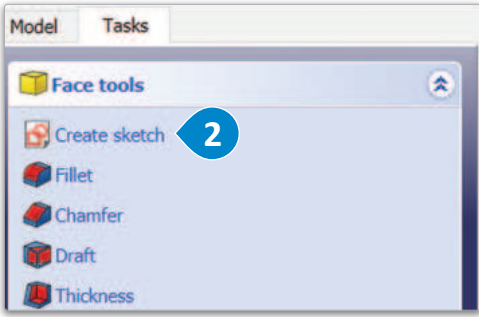 Model Tasks
Face tools
Create sketch 2
Fillet
Chamfer
Draft
Thickness